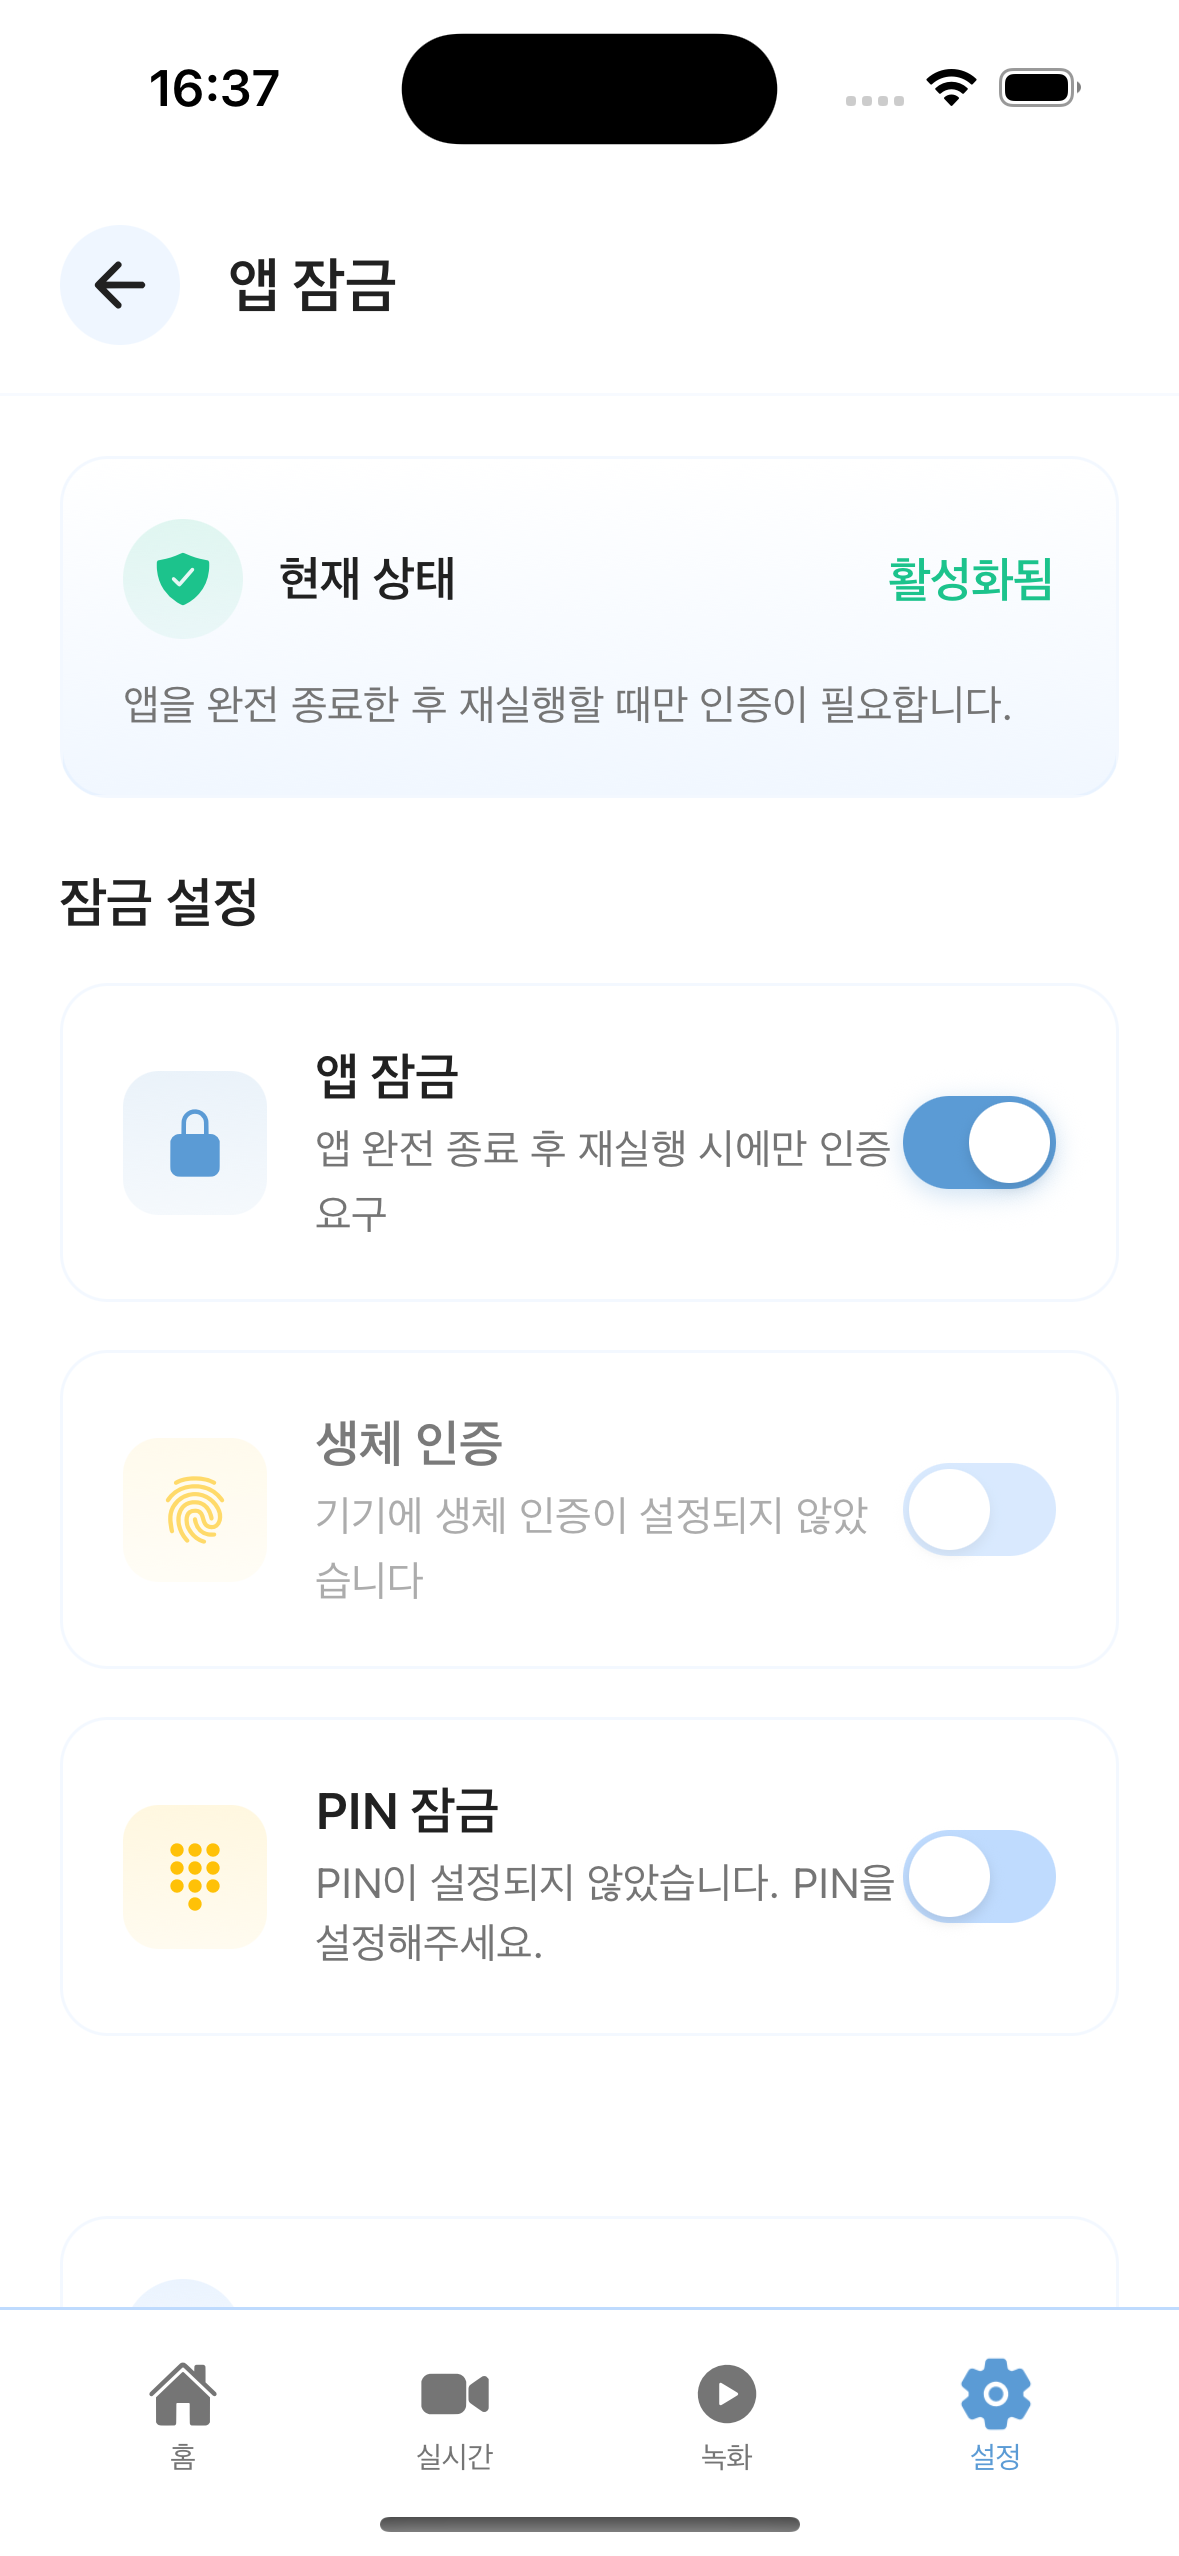 16:37
앱 잠금
현재 상태
활성화됨
앱을 완전 종료한 후 재실행할 때만 인증이 필요합니다.
잠금 설정
앱 잠금
앱 완전 종료 후 재실행 시에만 인증
요구
생체 인증
기기에 생체 인증이 설정되지 않았
습니다
PIN 잠금
PIN이 설정되지 않았습니다. PIN을
설정해주세요.
홈
실시간
녹화
설정